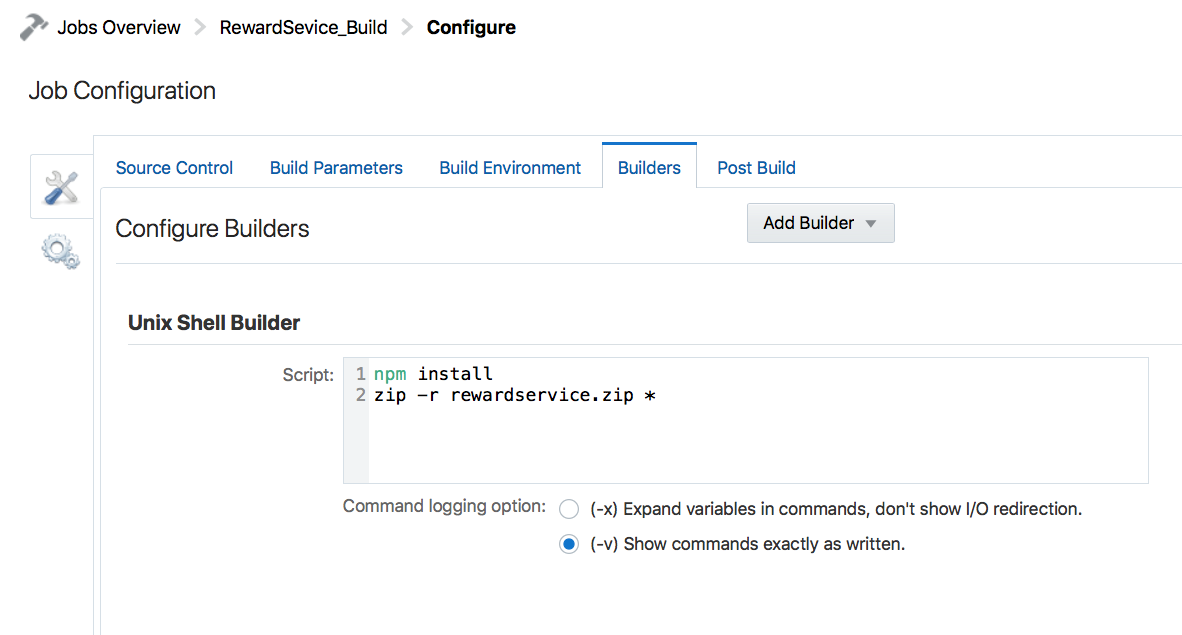 Jobs Overview RewardSevice_Build Configure
Job Configuration
Source Control Build Parameters Build Environment Builders Post Build
Configure Builders Add Builder
Unix Shell Builder
Script: 1 npm install
2 zip -r rewardservice.zip *
Command logging option: (-x) Expand variables in commands, don't show I/O redirection.
(-v) Show commands exactly as written.